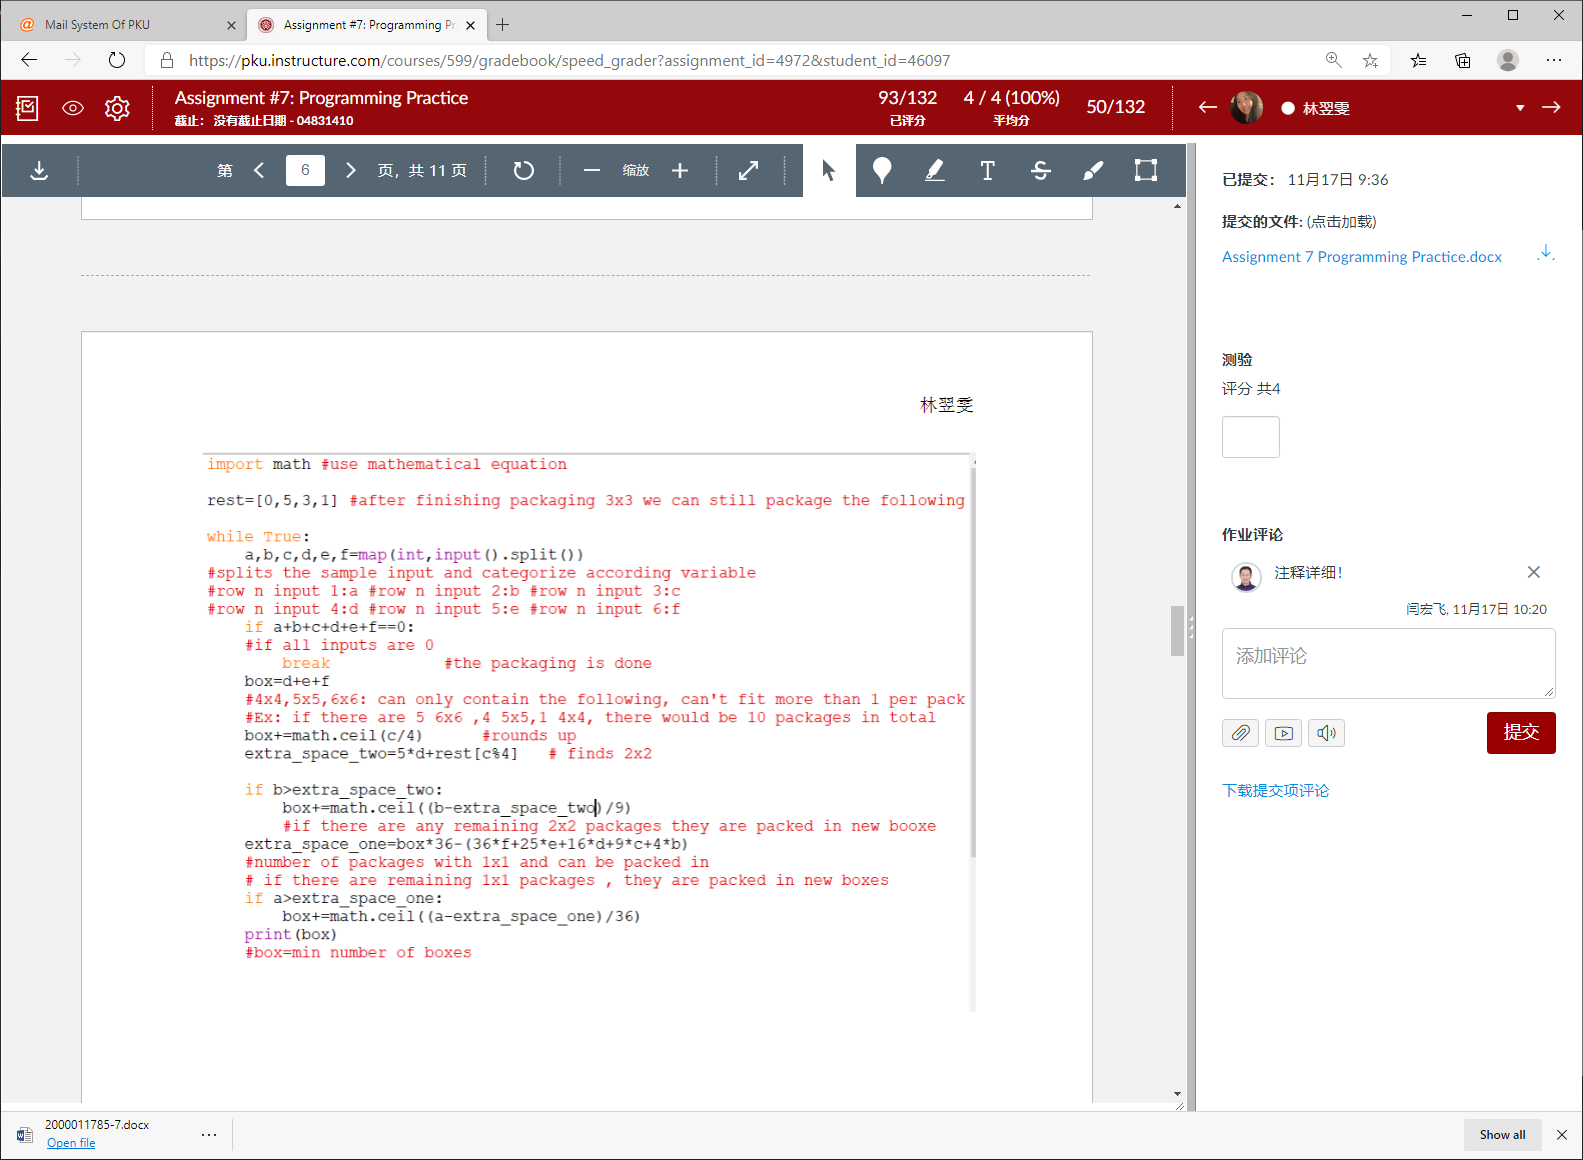 Mail System Of PKU
Assignment #7: Programming Pr
https://pku.instructure.com/courses/599/gradebook/speed_grader?assignment_id=4972&student_id=46097
Assignment #7: Programming Practice
截止： 没有截止日期 - 04831410
93/132
已评分
4 / 4 (100%)
平均分
50/132
林翌雯
第
6
页，共 11 页
缩放
T
S
林翌雯
import math #use mathematical equation
rest=[0,5,3,1] #after finishing packaging 3x3 we can still package the following
while True:
a,b,c,d,e,f=map(int,input().split())
#splits the sample input and categorize according variable
#row n input 1:a #row n input 2:b #row n input 3:c
#row n input 4:d #row n input 5:e #row n input 6:f
if a+b+c+d+e+f==0:
#if all inputs are 0
break #the packaging is done
box=d+e+f
#4x4,5x5,6x6: can only contain the following, can't fit more than 1 per pack
#Ex: if there are 5 6x6 ,4 5x5,1 4x4, there would be 10 packages in total
box+=math.ceil(c/4) #rounds up
extra_space_two=5*d+rest[c%4] # finds 2x2
if b>extra_space_two:
box+=math.ceil((b-extra_space_two)/9)
#if there are any remaining 2x2 packages they are packed in new booxe
extra_space_one=box*36-(36*f+25*e+16*d+9*c+4*b)
#number of packages with 1x1 and can be packed in
# if there are remaining 1x1 packages , they are packed in new boxes
if a>extra_space_one:
box+=math.ceil((a-extra_space_one)/36)
print(box)
#box=min number of boxes
已提交： 11月17日 9:36
提交的文件: (点击加载)
Assignment 7 Programming Practice.docx
测验
评分 共4
作业评论
注释详细！
闫宏飞, 11月17日 10:20
添加评论
提交
下载提交项评论
2000011785-7.docx
Open file
Show all